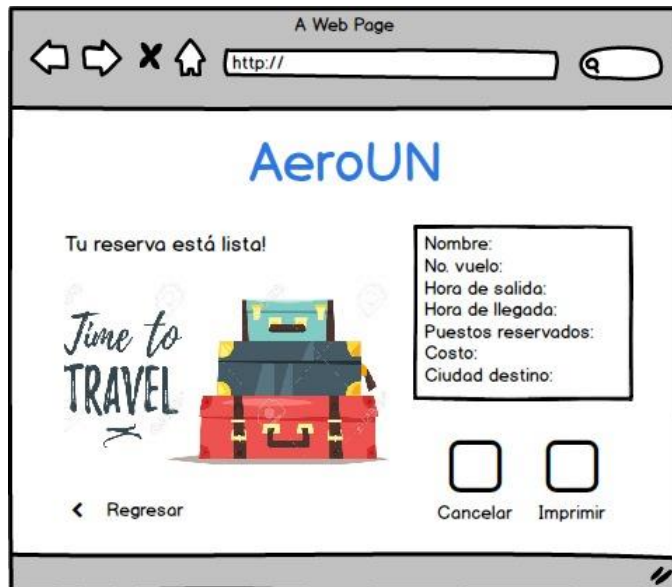 A Web Page
http://
AeroUN
Tu reserva está lista!
Time to
TRAVEL
Nombre:
No. vuelo:
Hora de salida:
Hora de llegada:
Puestos reservados:
Costo:
Ciudad destino:
Regresar
Cancelar
Imprimir